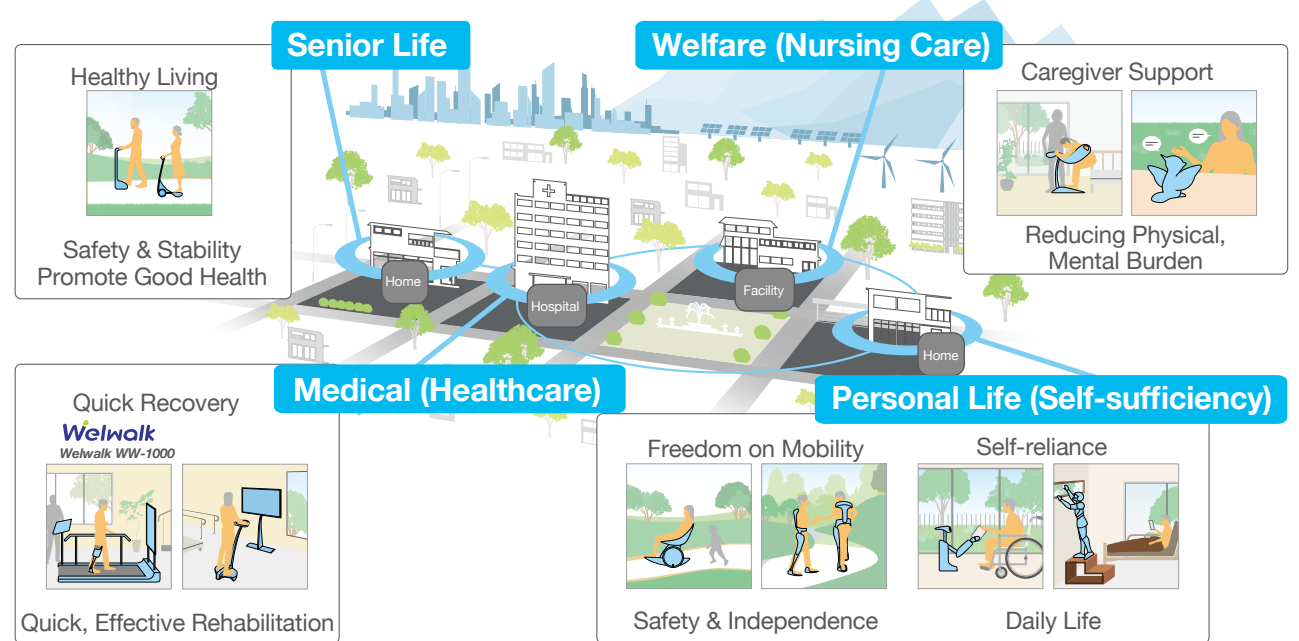 Senior Life
Healthy Living
Safety & Stability
Promote Good Health
Welfare (Nursing Care)
Caregiver Support
Reducing Physical,
Mental Burden
Home
Hospital
Facility
Home
Medical (Healthcare)
Quick Recovery
Welwalk
Welwalk WW-1000
Quick, Effective Rehabilitation
Personal Life (Self-sufficiency)
Freedom on Mobility
Safety & Independence
Self-reliance
Daily Life